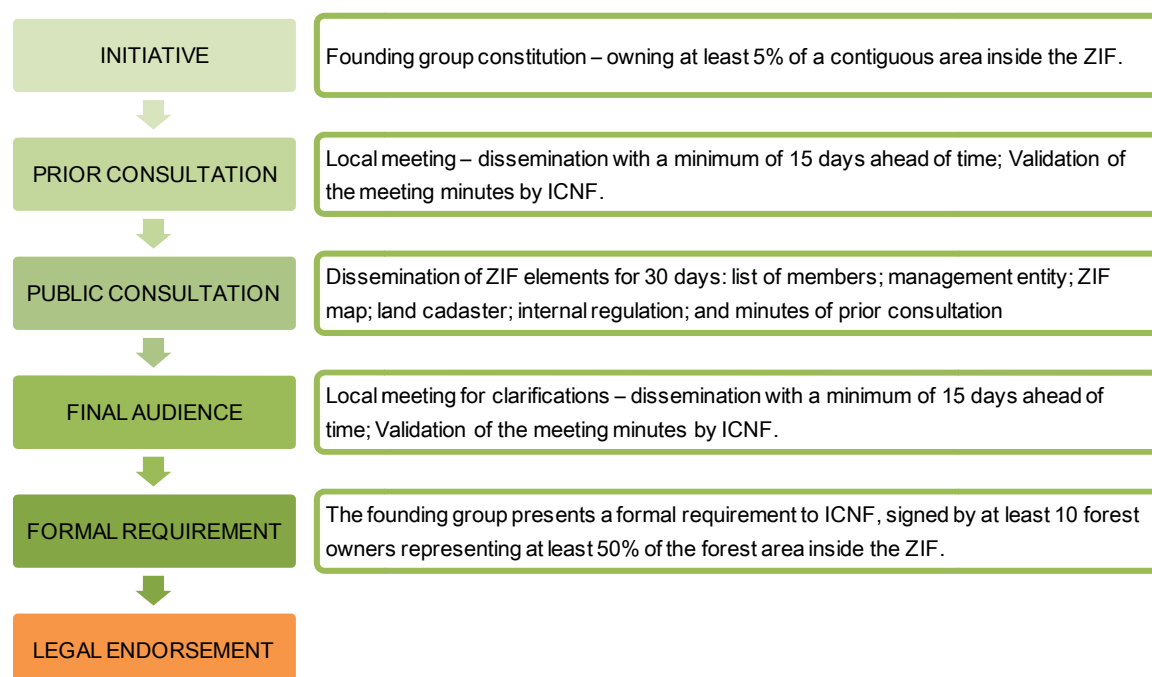 INITIATIVE
Founding group constitution – owning at least 5% of a contiguous area inside the ZIF.
PRIOR CONSULTATION
Local meeting – dissemination with a minimum of 15 days ahead of time; Validation of
the meeting minutes by ICNF.
PUBLIC CONSULTATION
Dissemination of ZIF elements for 30 days: list of members; management entity; ZIF
map; land cadaster; internal regulation; and minutes of prior consultation
FINAL AUDIENCE
Local meeting for clarifications – dissemination with a minimum of 15 days ahead of
time; Validation of the meeting minutes by ICNF.
FORMAL REQUIREMENT
The founding group presents a formal requirement to ICNF, signed by at least 10 forest
owners representing at least 50% of the forest area inside the ZIF.
LEGAL ENDORSEMENT